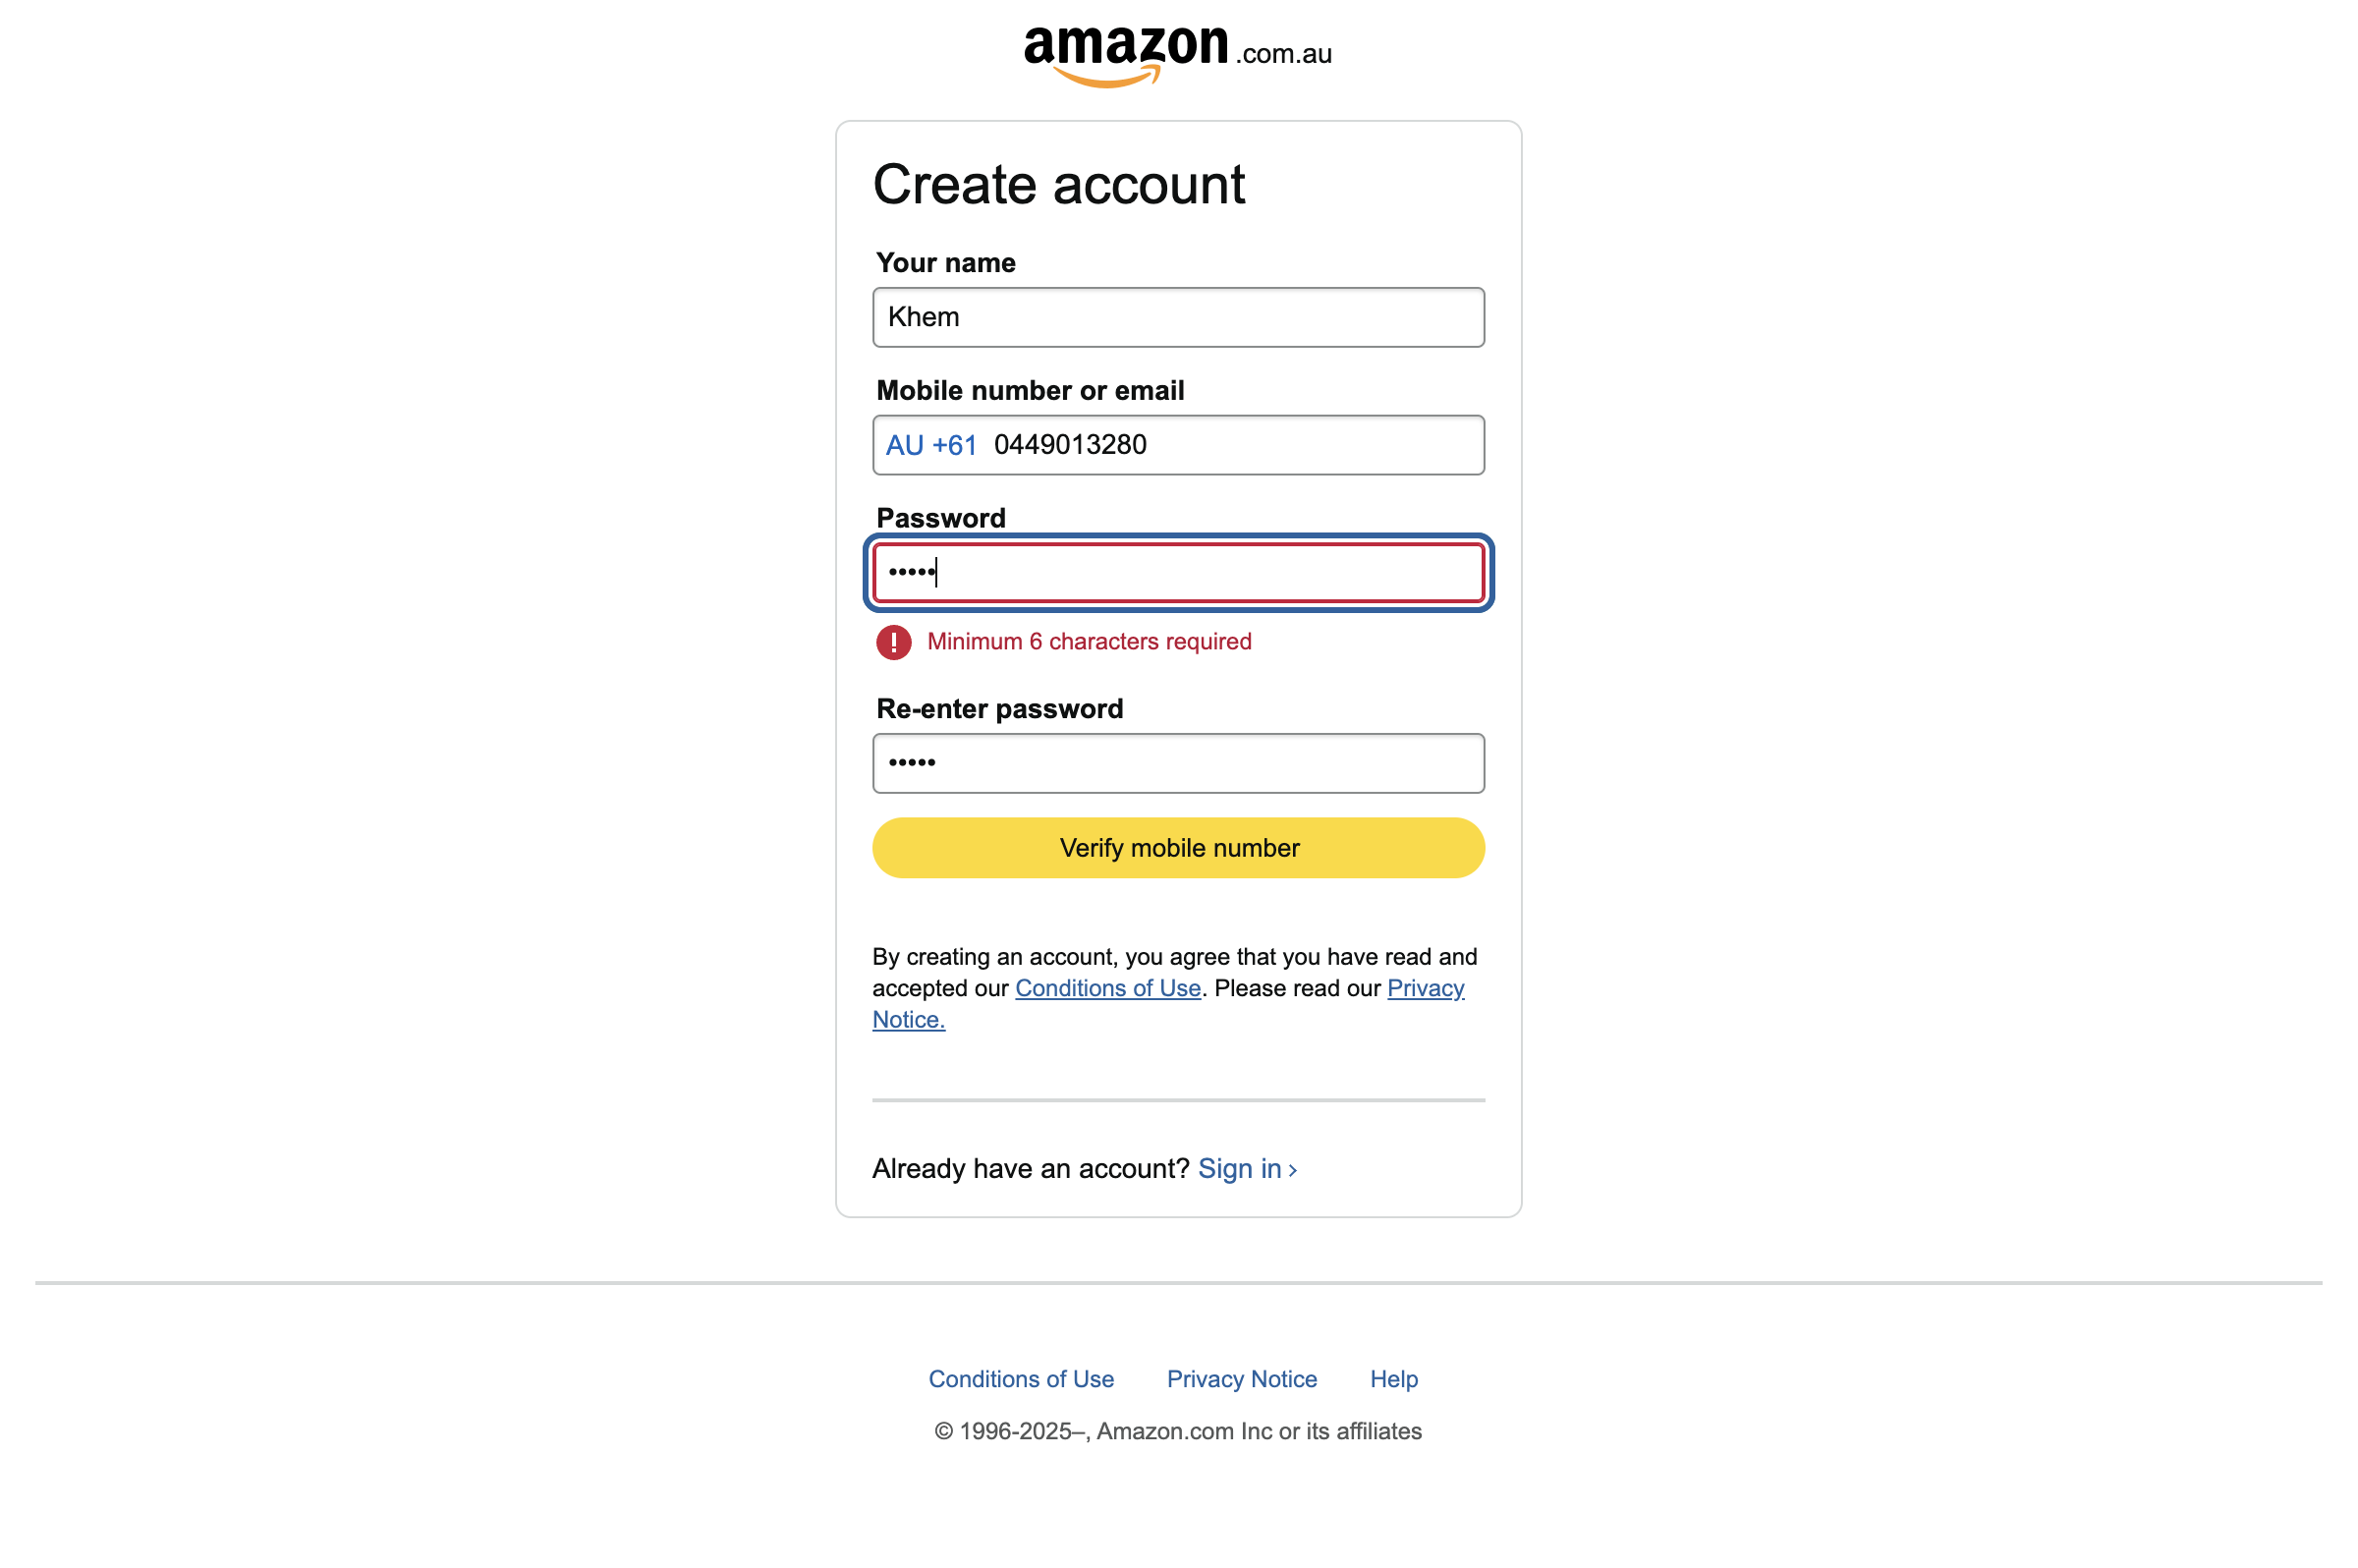 amazon.com.au
Create account
Your name
Khem
Mobile number or email
AU +61 0449013280
Password
•••••
! Minimum 6 characters required
Re-enter password
•••••
Verify mobile number
By creating an account, you agree that you have read and
accepted our Conditions of Use. Please read our Privacy
Notice.
Already have an account? Sign in ›
Conditions of Use Privacy Notice Help
© 1996-2025–, Amazon.com Inc or its affiliates